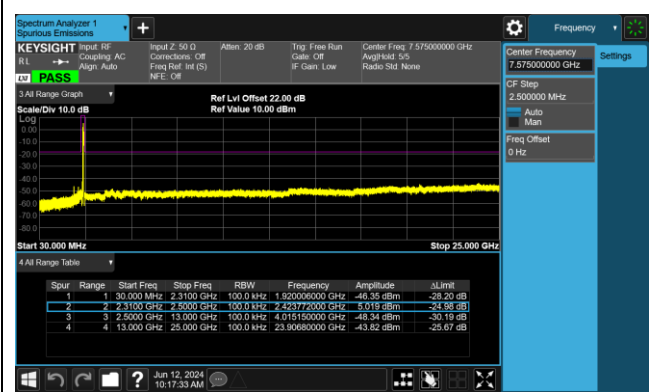 Spectrum Analyzer 1
Spurious Emissions
Frequency
KEYSIGHT
Input: RF
Coupling: AC
Align: Auto
Input Z: 50 Ω
Corrections: Off
Freq Ref: Int (S)
NFE: Off
Atten: 20 dB
Trig: Free Run
Gate: Off
IF Gain: Low
Center Freq: 7.575000000 GHz
Avg|Hold: 5/5
Radio Std: None
RL
LXI
PASS
Center Frequency
7.575000000 GHz
Settings
CF Step
2.500000 MHz
Auto
Man
Freq Offset
0 Hz
3 All Range Graph
Scale/Div 10.0 dB
Ref Lvl Offset 22.00 dB
Ref Value 10.00 dBm
Log
0.00
-10.0
-20.0
-30.0
-40.0
-50.0
-60.0
-70.0
-80.0
Start 30.000 MHz
Stop 25.000 GHz
4 All Range Table
Spur Range Start Freq Stop Freq RBW Frequency Amplitude ΔLimit
1 1 30.000 MHz 2.3100 GHz 100.0 kHz 1.920006000 GHz -46.35 dBm -28.20 dB
2 2 2.3100 GHz 2.5000 GHz 100.0 kHz 2.423772000 GHz 5.019 dBm -24.98 dB
3 3 2.5000 GHz 13.000 GHz 100.0 kHz 4.015150000 GHz -48.34 dBm -30.19 dB
4 4 13.000 GHz 25.000 GHz 100.0 kHz 23.90680000 GHz -43.82 dBm -25.67 dB
Jun 12, 2024
10:17:33 AM